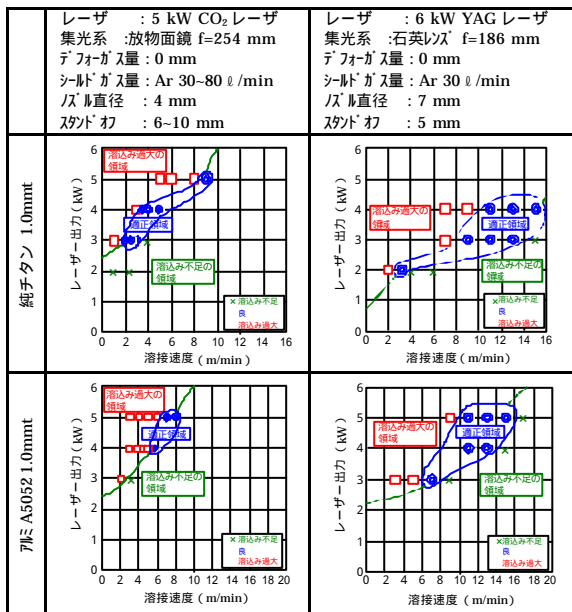 レーザ : 5 kW CO₂ レーザ
集光系 :放物面鏡 f=254 mm
デフォーガス量 : 0 mm
シールドガス量 : Ar 30~80 ℓ/min
ノズル直径 : 4 mm
スタンドオフ : 6~10 mm
レーザ : 6 kW YAG レーザ
集光系 :石英レンズ f=186 mm
デフォーガス量 : 0 mm
シールドガス量 : Ar 30 ℓ/min
ノズル直径 : 7 mm
スタンドオフ : 5 mm
純チタン 1.0mmt
レーザー出力 ( kW )
6
5
4
3
2
1
0
溶込み過大の
領域
適正領域
溶込み不足の
領域
×溶込み不足
良
溶込み過大
0 2 4 6 8 10 12 14 16
溶接速度 ( m/min)
レーザー出力 ( kW )
6
5
4
3
2
1
0
溶込み過大の
領域
適正領域
溶込み不足の
領域
×溶込み不足
良
溶込み過大
0 2 4 6 8 10 12 14 16
溶接速度 ( m/min)
アルミ A5052 1.0mmt
レーザー出力 ( kW )
6
5
4
3
2
1
0
溶込み過大の
領域
適正領域
溶込み不足の
領域
×溶込み不足
良
溶込み過大
0 2 4 6 8 10 12 14 16 18 20
溶接速度 (m/min)
レーザー出力 ( kW )
6
5
4
3
2
1
0
溶込み過大の
領域
適正領域
溶込み不足の
領域
×溶込み不足
良
溶込み過大
0 2 4 6 8 10 12 14 16 18 20
溶接速度 (m/min)